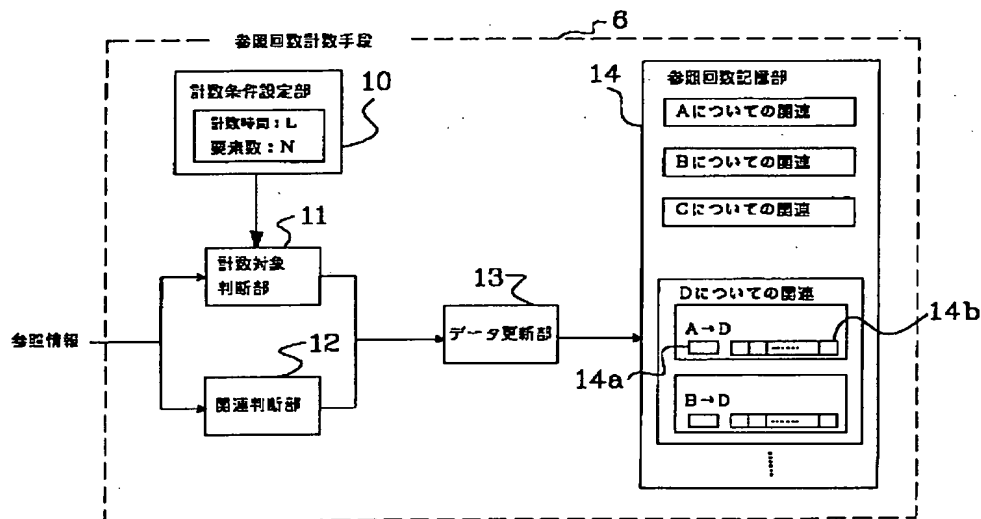 6
参照回数計数手段
計数条件設定部
計数時間：L
要素数：N
10
11
計数対象
判断部
参照情報
12
関連判断部
13
データ更新部
14
参照回数記憶部
Aについての関連
Bについての関連
Cについての関連
Dについての関連
A→D
14a
14b
B→D